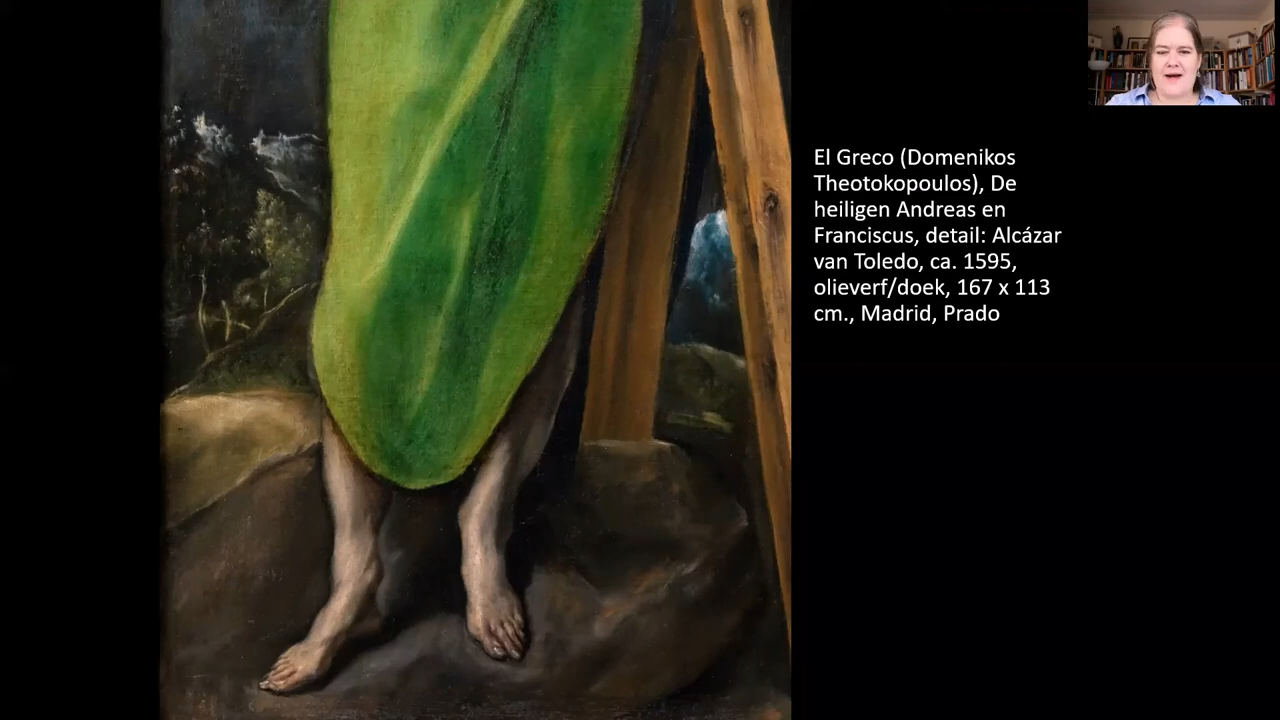 El Greco (Domenikos
Theotokopoulos), De
heiligen Andreas en
Franciscus, detail: Alcázar
van Toledo, ca. 1595,
olieverf/doek, 167 x 113
cm., Madrid, Prado